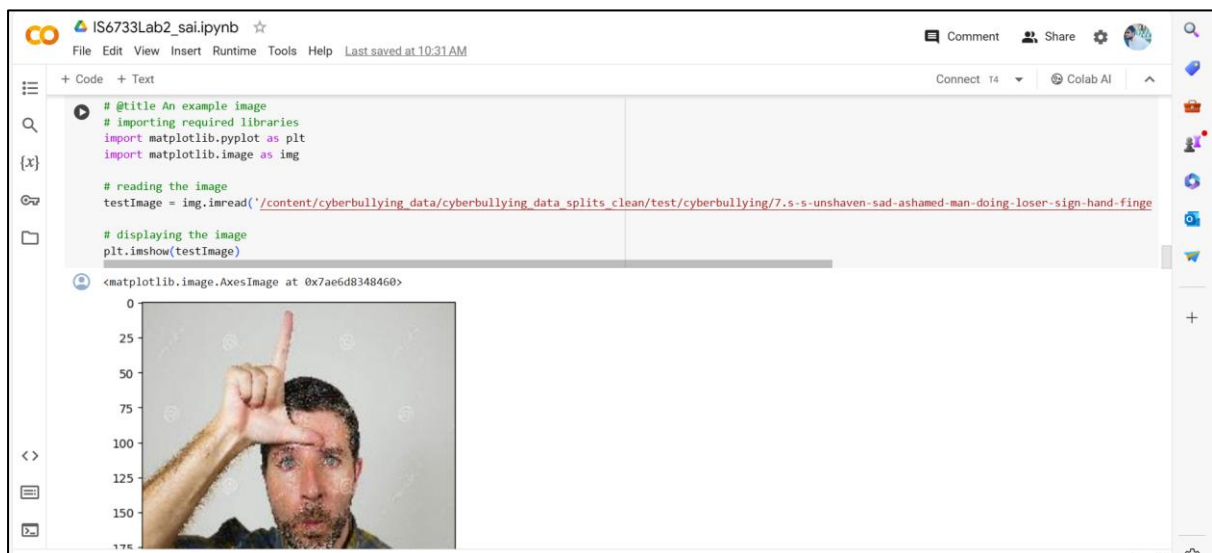 IS6733Lab2_sai.ipynb
File Edit View Insert Runtime Tools Help Last saved at 10:31 AM
Comment Share
+ Code + Text
Connect T4 Colab AI
# @title An example image
# importing required libraries
import matplotlib.pyplot as plt
import matplotlib.image as img
{x}
# reading the image
testImage = img.imread('/content/cyberbullying_data/cyberbullying_data_splits_clean/test/cyberbullying/7.s-s-unshaven-sad-ashamed-man-doing-loser-sign-hand-finge
# displaying the image
plt.imshow(testImage)
<matplotlib.image.AxesImage at 0x7ae6d8348460>
0
25
50
75
100
125
150
175